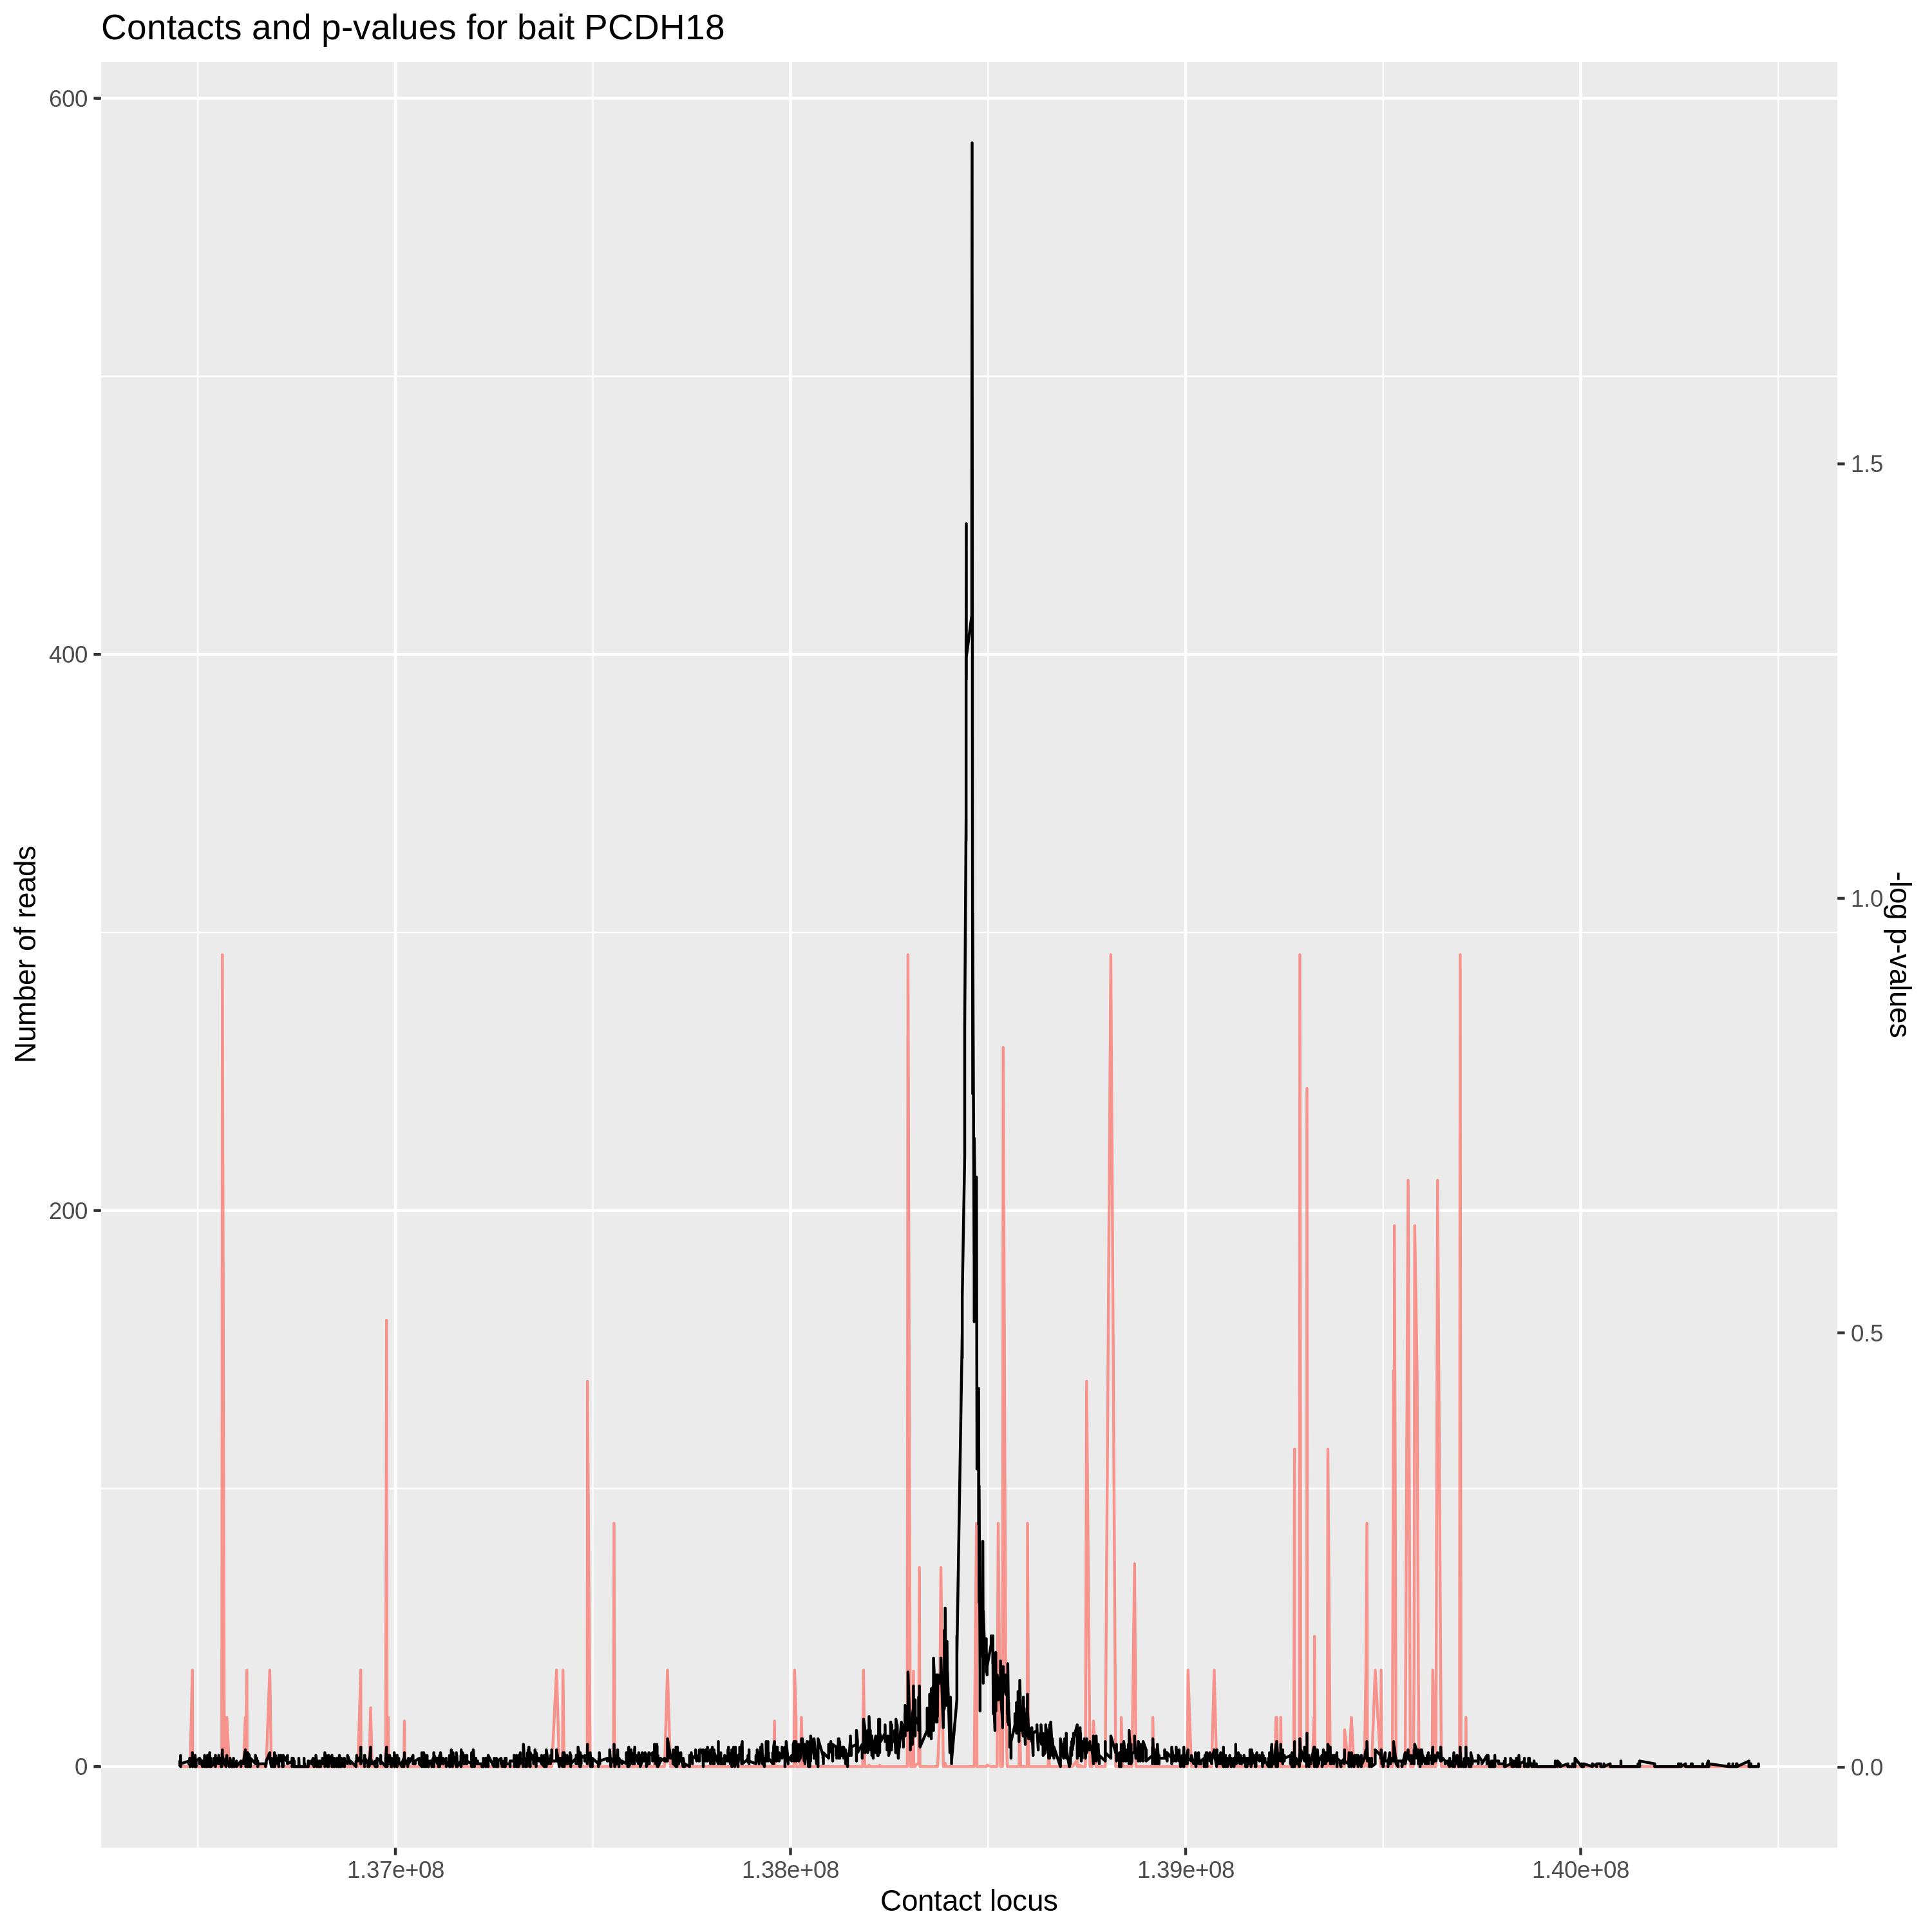 Contacts and p-values for bait PCDH18
600
400
200
0
Number of reads
1.5
1.0
0.5
0.0
-log p-values
1.37e+08
1.38e+08
1.39e+08
1.40e+08
Contact locus